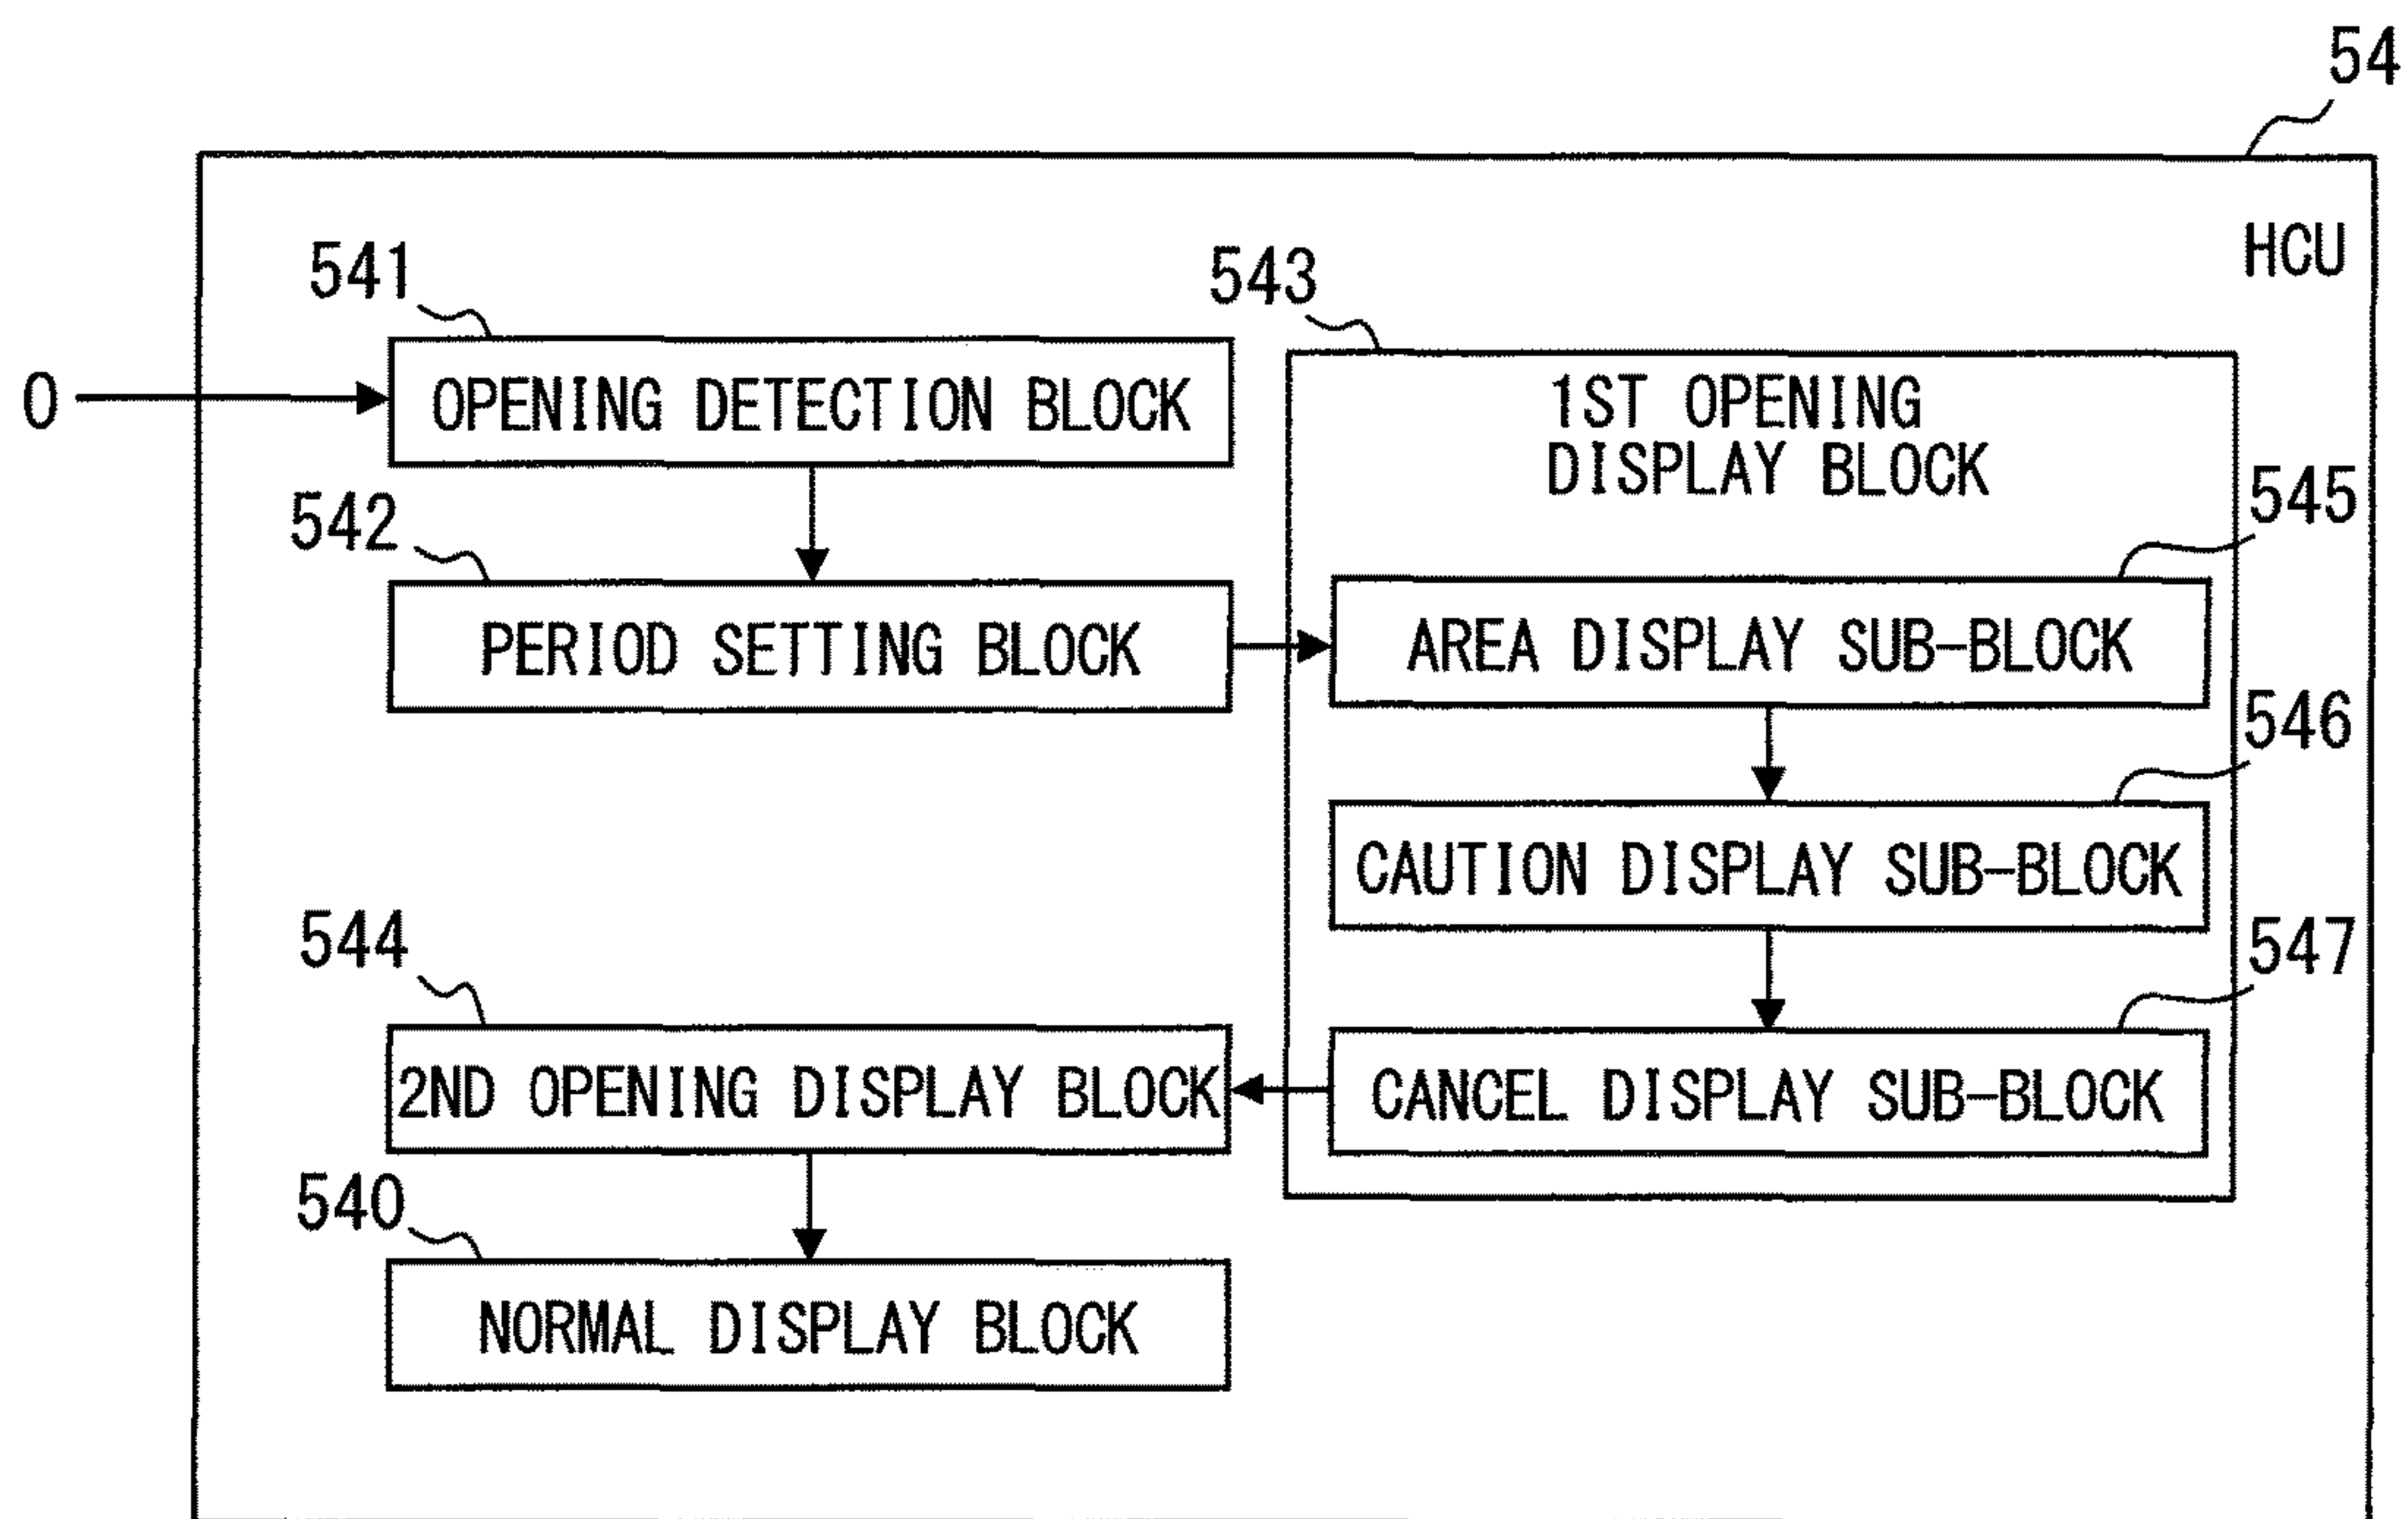 54
HCU
541
543
O
OPENING DETECTION BLOCK
1ST OPENING
DISPLAY BLOCK
545
542
PERIOD SETTING BLOCK
AREA DISPLAY SUB-BLOCK
546
CAUTION DISPLAY SUB-BLOCK
544
547
2ND OPENING DISPLAY BLOCK
CANCEL DISPLAY SUB-BLOCK
540
NORMAL DISPLAY BLOCK